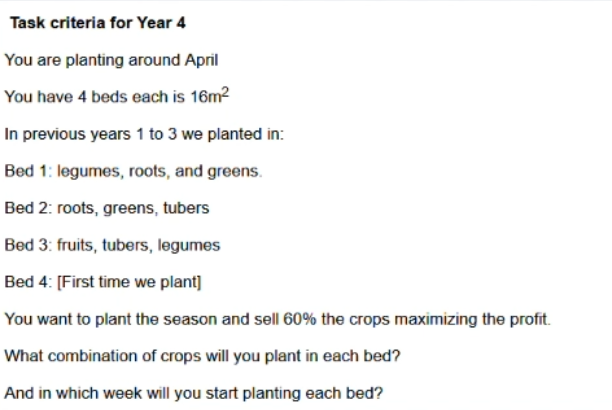 Task criteria for Year 4
You are planting around April
You have 4 beds each is 16m²
In previous years 1 to 3 we planted in:
Bed 1: legumes, roots, and greens.
Bed 2: roots, greens, tubers
Bed 3: fruits, tubers, legumes
Bed 4: [First time we plant]
You want to plant the season and sell 60% the crops maximizing the profit.
What combination of crops will you plant in each bed?
And in which week will you start planting each bed?